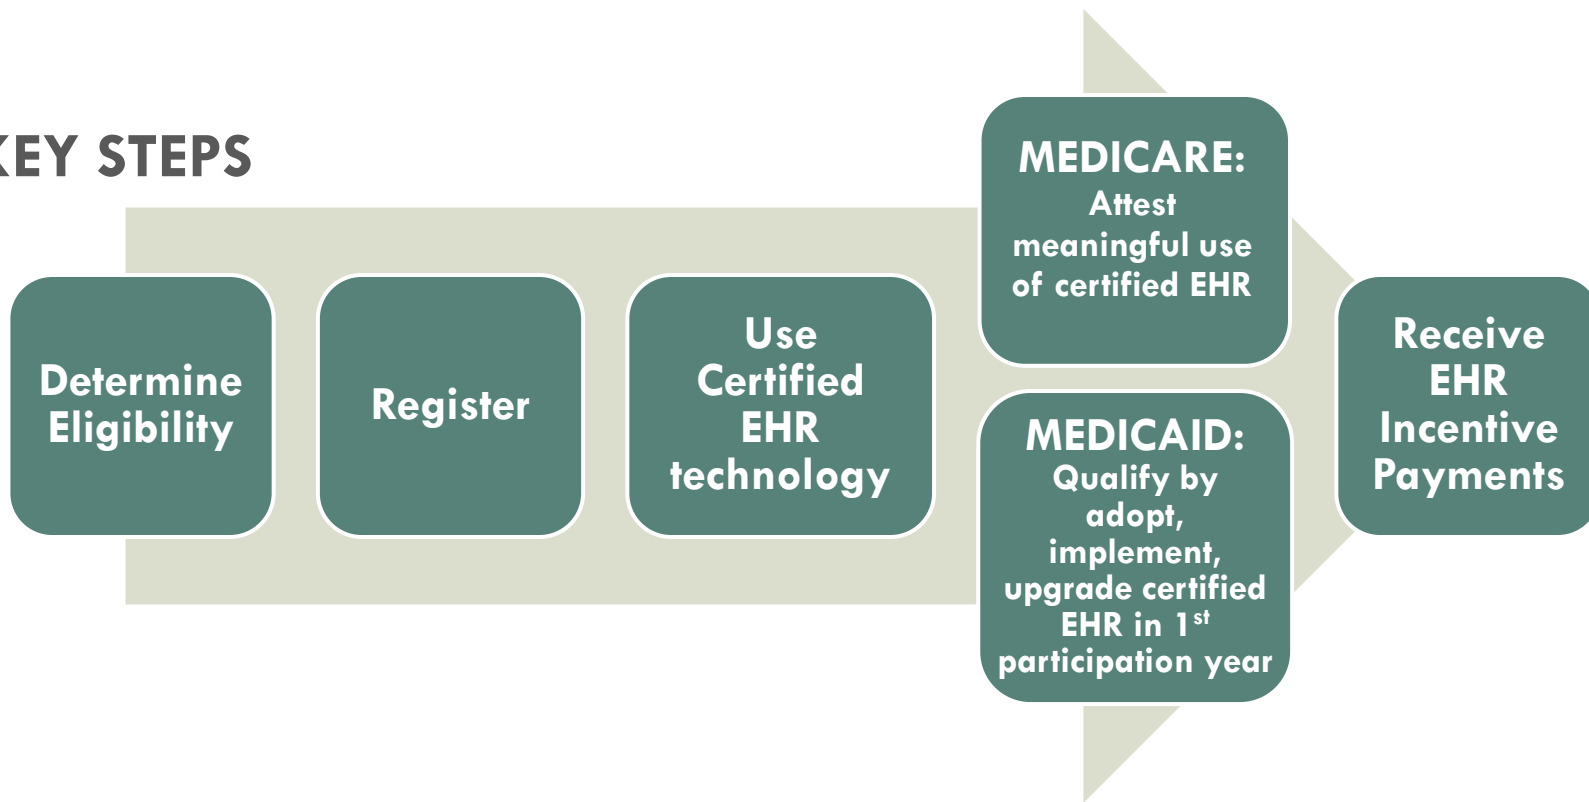 KEY STEPS
Determine
Eligibility
Register
Use
Certified
EHR
technology
MEDICARE:
Attest
meaningful use
of certified EHR
MEDICAID:
Qualify by
adopt,
implement,
upgrade certified
EHR in 1st
participation year
Receive
EHR
Incentive
Payments